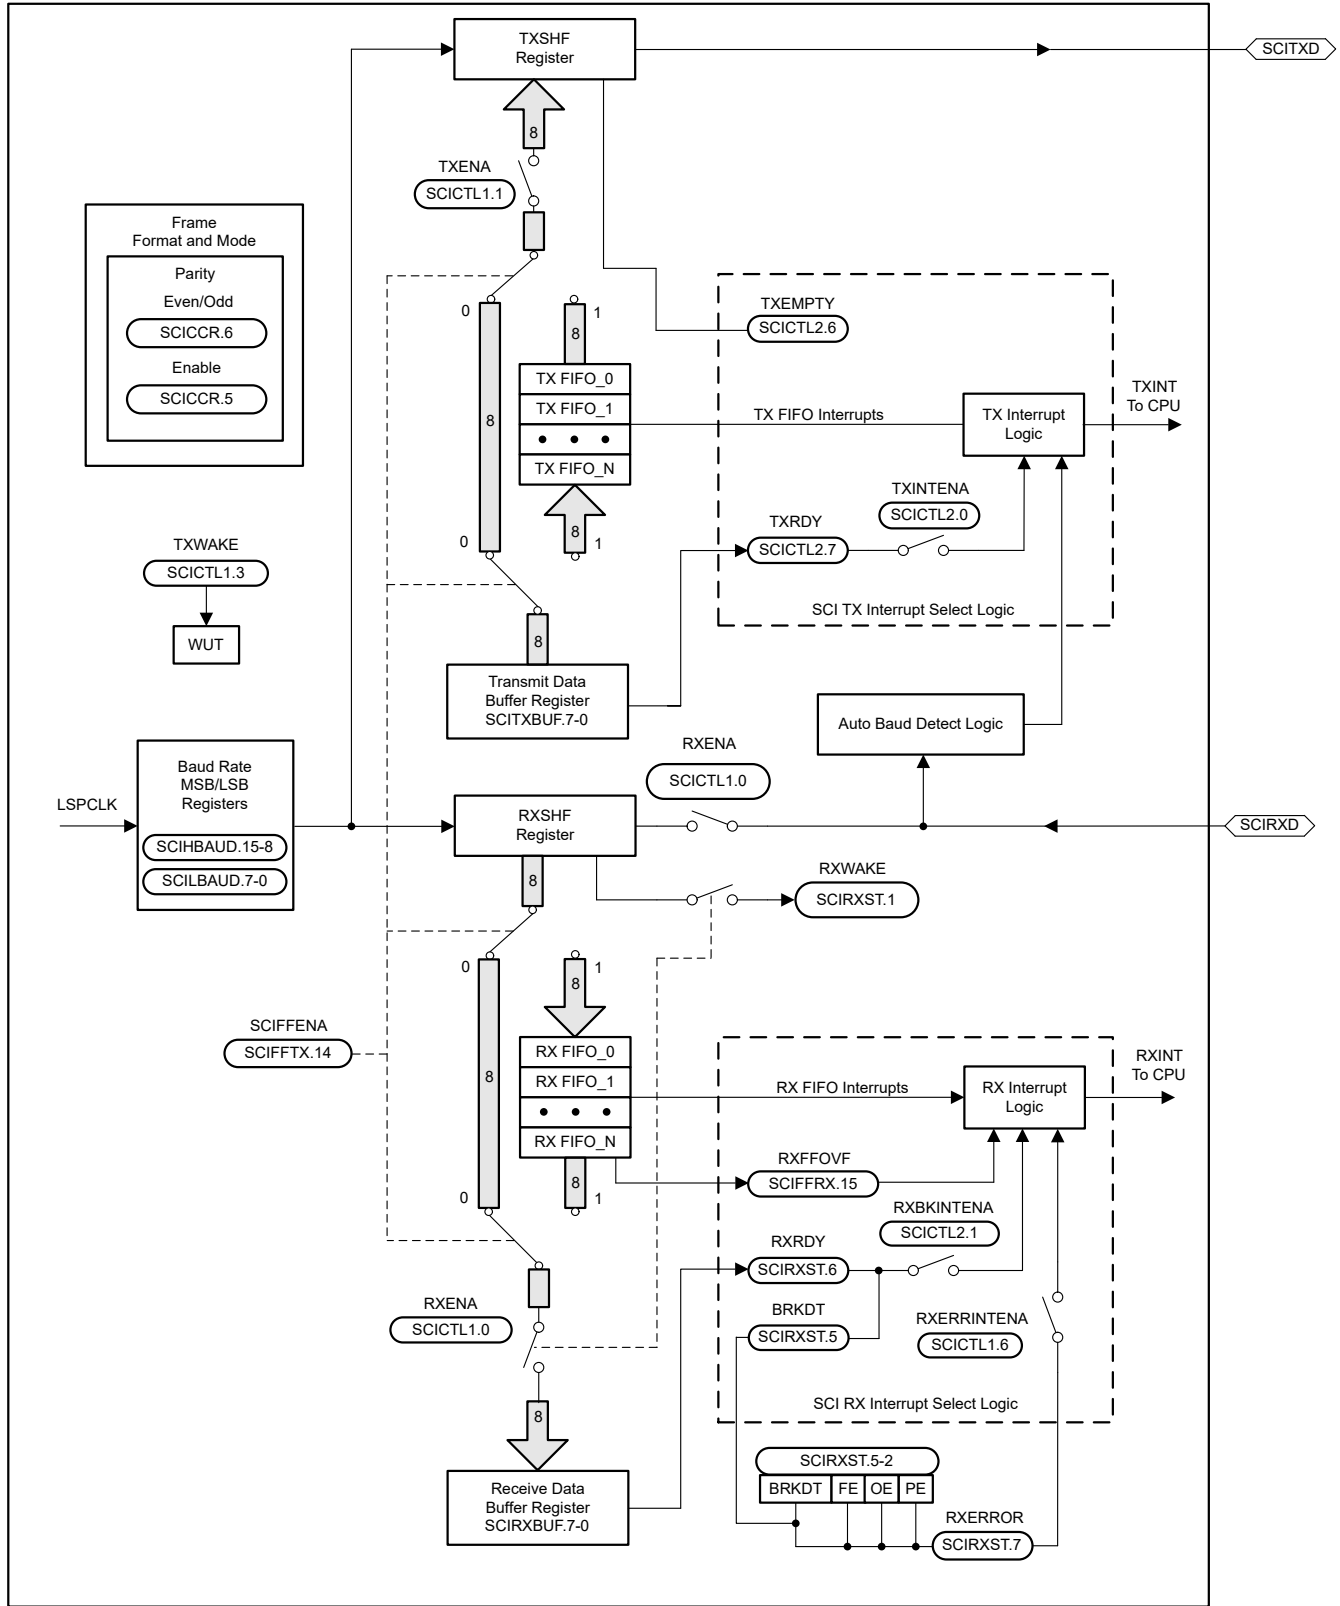 TXSHF
Register
SCITXD
8
TXENA
SCICTL1.1
Frame
Format and Mode
Parity
Even/Odd
SCICCR.6
Enable
SCICCR.5
0
1
8
TX FIFO_0
TX FIFO_1
TX FIFO_N
8
8
0
1
8
TXEMPTY
SCICTL2.6
TX FIFO Interrupts
TX Interrupt
Logic
TXINT
To CPU
TXINTENA
SCICTL2.0
TXRDY
SCICTL2.7
SCI TX Interrupt Select Logic
TXWAKE
SCICTL1.3
WUT
Transmit Data
Buffer Register
SCITXBUF.7-0
Auto Baud Detect Logic
RXENA
SCICTL1.0
LSPCLK
Baud Rate
MSB/LSB
Registers
SCIHBAUD.15-8
SCILBAUD.7-0
RXSHF
Register
SCIRXD
8
RXWAKE
SCIRXST.1
0
1
8
SCIFFENA
SCIFFTX.14
RX FIFO_0
RX FIFO_1
RX FIFO_N
8
8
0
1
RX FIFO Interrupts
RX Interrupt
Logic
RXINT
To CPU
RXFFOVF
SCIFFRX.15
RXBKINTENA
SCICTL2.1
RXRDY
SCIRXST.6
BRKDT
SCIRXST.5
RXERRINTENA
SCICTL1.6
SCI RX Interrupt Select Logic
RXENA
SCICTL1.0
8
Receive Data
Buffer Register
SCIRXBUF.7-0
SCIRXST.5-2
BRKDT FE OE PE
RXERROR
SCIRXST.7